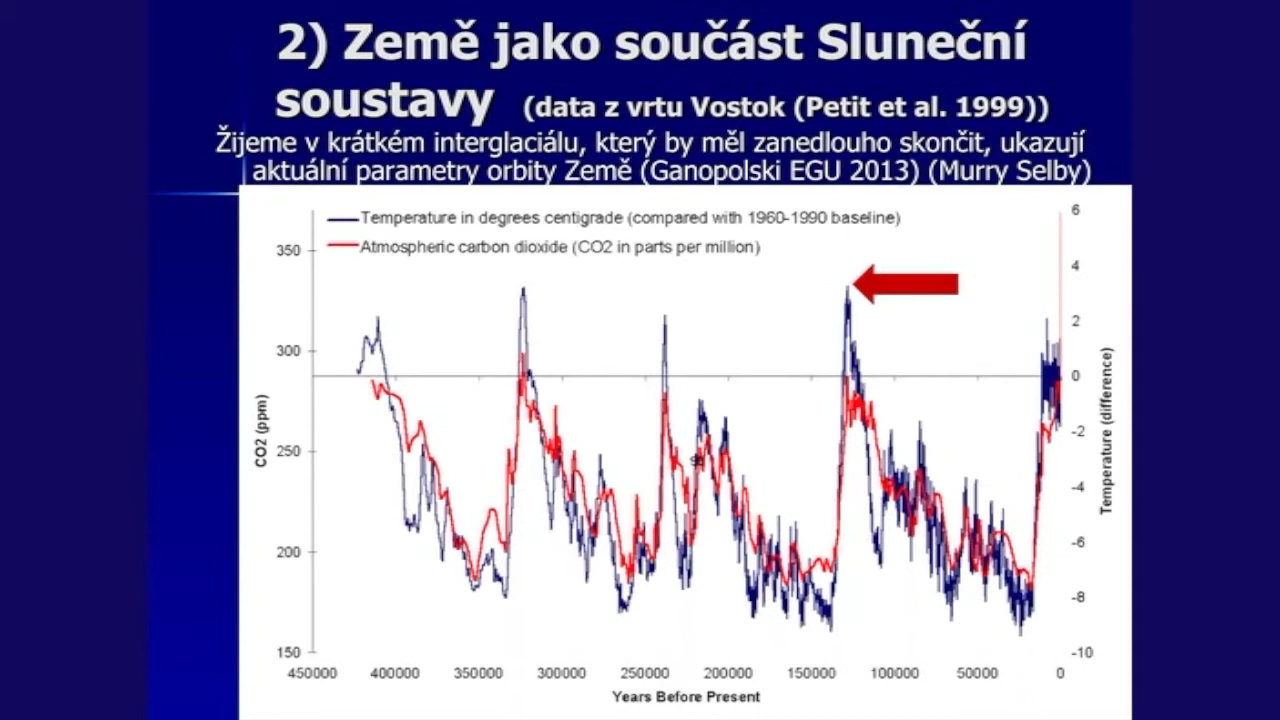 2) Země jako součást Sluneční
soustavy (data z vrtu Vostok (Petit et al. 1999))
Žijeme v krátkém interglaciálu, který by měl zanedlouho skončit, ukazují
aktuální parametry orbity Země (Ganopolski EGU 2013) (Murry Selby)
Temperature in degrees centigrade (compared with 1960-1990 baseline)
Atmospheric carbon dioxide (CO2 in parts per million)
350
300
250
200
150
CO2 (ppm)
6
4
2
0
-2
-4
-6
-8
-10
Temperature (difference)
450000 400000 350000 300000 250000 200000 150000 100000 50000 0
Years Before Present